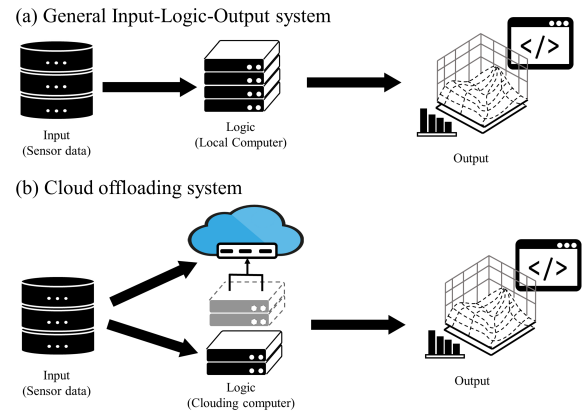 (a) General Input-Logic-Output system
</>
Input
(Sensor data)
Logic
(Local Computer)
Output
(b) Cloud offloading system
</>
Input
(Sensor data)
Logic
(Clouding computer)
Output